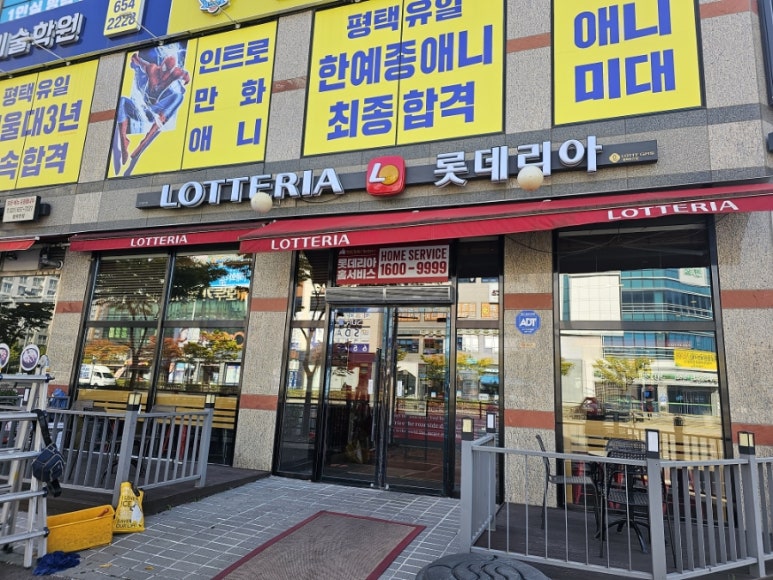 654
2228
술학원!
평택유일
울대3년
속합격
인트로
만화
애니
평택유일
한예종애니
최종합격
애니
미대
LOTTERIA L 롯데리아
LOTTERIA
LOTTERIA
LOTTERIA
롯데리아
홈서비스
HOME SERVICE
1600-9999
ADT